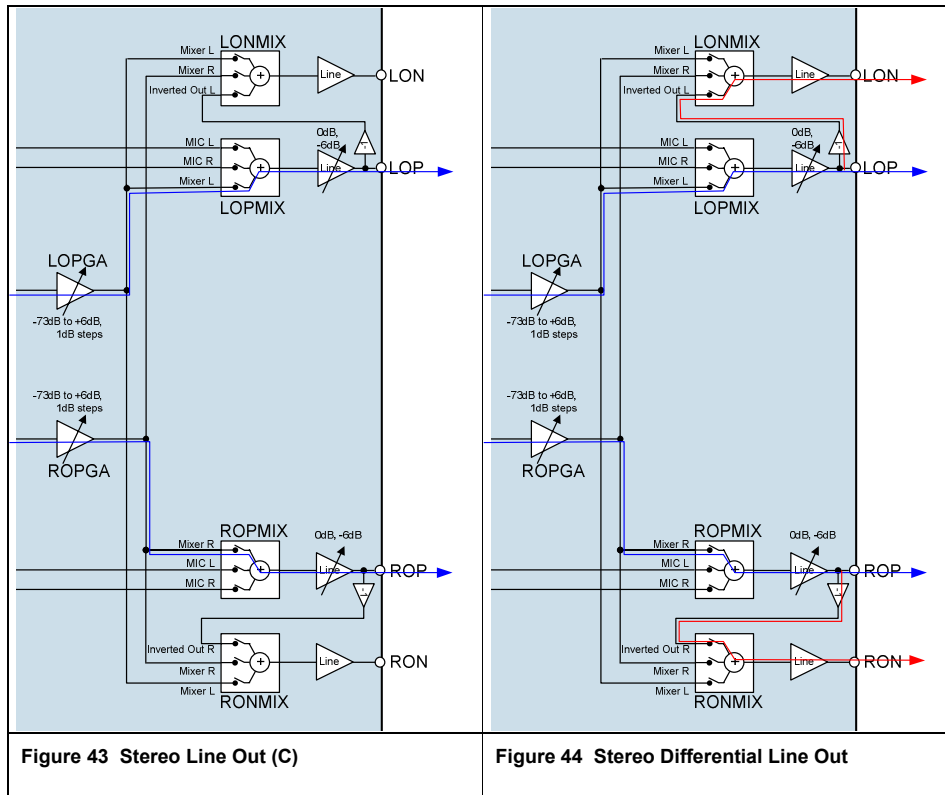 LONMIX
Mixer L
Mixer R
Inverted Out L
+
Line
LON
0dB,
-6dB
-1
MIC L
MIC R
Mixer L
+
Line
LOP
LOPMIX
LOPGA
-73dB to +6dB,
1dB steps
-73dB to +6dB,
1dB steps
ROPGA
ROPMIX
0dB, -6dB
Mixer R
MIC L
MIC R
+
Line
ROP
-1
Inverted Out R
Mixer R
Mixer L
+
Line
RON
RONMIX
Figure 43 Stereo Line Out (C)
LONMIX
Mixer L
Mixer R
Inverted Out L
+
Line
LON
0dB,
-6dB
-1
MIC L
MIC R
Mixer L
+
Line
LOP
LOPMIX
LOPGA
-73dB to +6dB,
1dB steps
-73dB to +6dB,
1dB steps
ROPGA
ROPMIX
0dB, -6dB
Mixer R
MIC L
MIC R
+
Line
ROP
-1
Inverted Out R
Mixer R
Mixer L
+
Line
RON
RONMIX
Figure 44 Stereo Differential Line Out